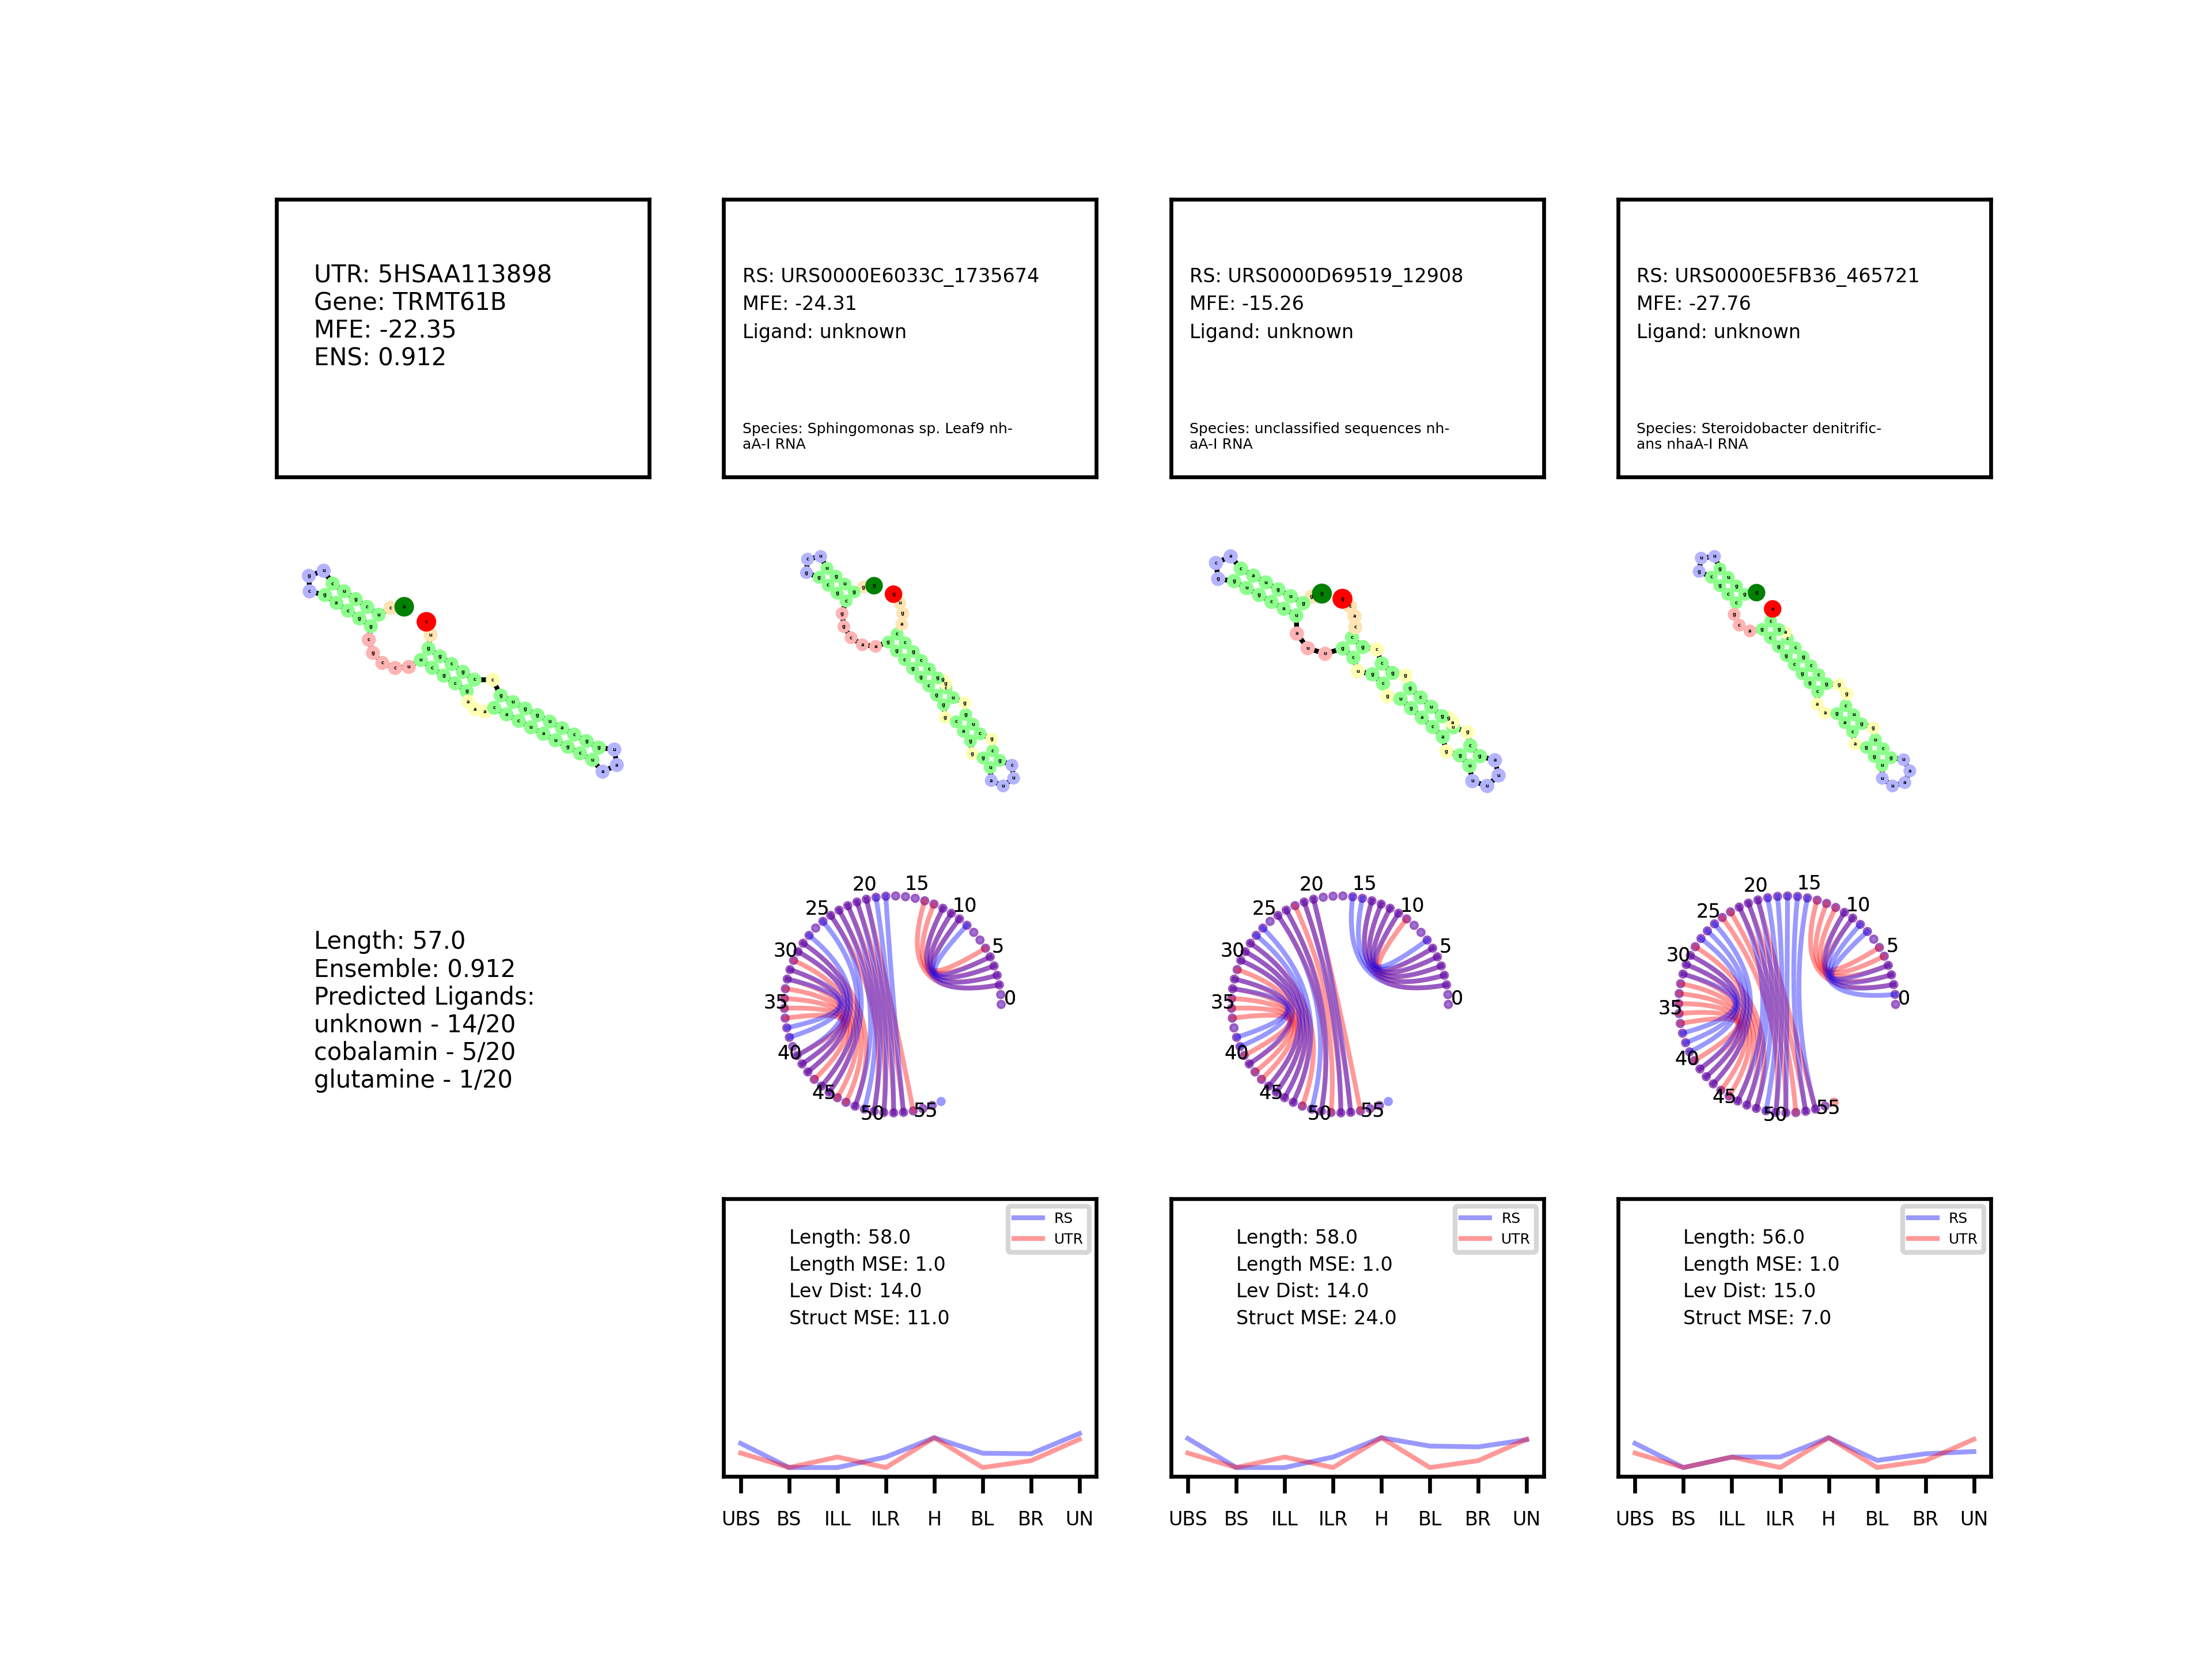 UTR: 5HSAA113898
Gene: TRMT61B
MFE: -22.35
ENS: 0.912
RS: URS0000E6033C_1735674
MFE: -24.31
Ligand: unknown
Species: Sphingomonas sp. Leaf9 nh-
aA-I RNA
RS: URS0000D69519_12908
MFE: -15.26
Ligand: unknown
Species: unclassified sequences nh-
aA-I RNA
RS: URS0000E5FB36_465721
MFE: -27.76
Ligand: unknown
Species: Steroidobacter denitrific-
ans nhaA-I RNA
Length: 57.0
Ensemble: 0.912
Predicted Ligands:
unknown - 14/20
cobalamin - 5/20
glutamine - 1/20
0
5
10
15
20
25
30
35
40
45
50
55
0
5
10
15
20
25
30
35
40
45
50
55
0
5
10
15
20
25
30
35
40
45
50
55
Length: 58.0
Length MSE: 1.0
Lev Dist: 14.0
Struct MSE: 11.0
RS
UTR
UBS BS ILL ILR H BL BR UN
Length: 58.0
Length MSE: 1.0
Lev Dist: 14.0
Struct MSE: 24.0
RS
UTR
UBS BS ILL ILR H BL BR UN
Length: 56.0
Length MSE: 1.0
Lev Dist: 15.0
Struct MSE: 7.0
RS
UTR
UBS BS ILL ILR H BL BR UN